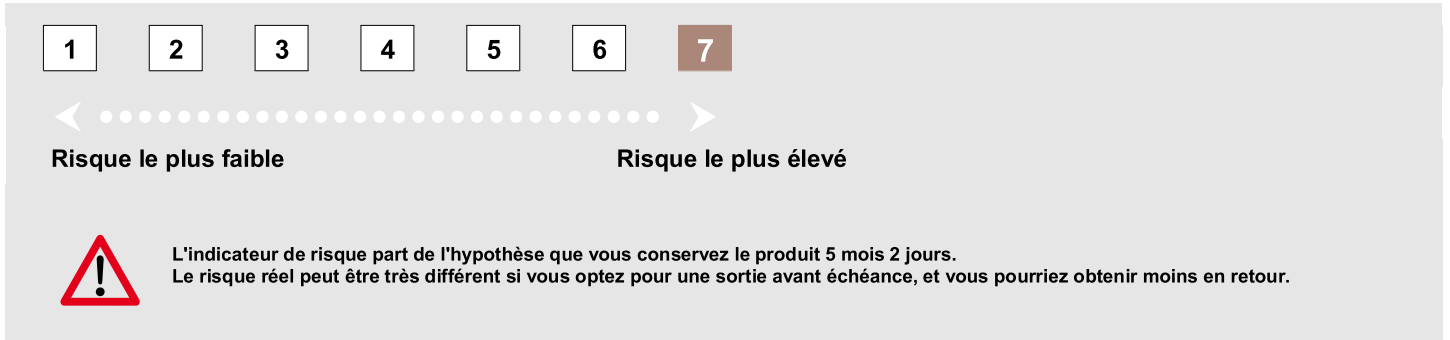 1 2 3 4 5 6 7
Risque le plus faible Risque le plus élevé
L'indicateur de risque part de l'hypothèse que vous conservez le produit 5 mois 2 jours.
Le risque réel peut être très différent si vous optez pour une sortie avant échéance, et vous pourriez obtenir moins en retour.